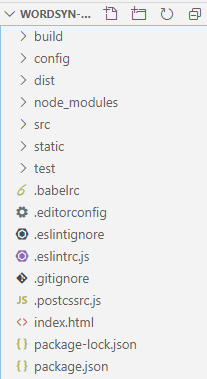 WORDSYN-...
build
config
dist
node_modules
src
static
test
.babelrc
.editorconfig
.eslintignore
.eslintrc.js
.gitignore
JS .postcssrc.js
<> index.html
{} package-lock.json
{} package.json